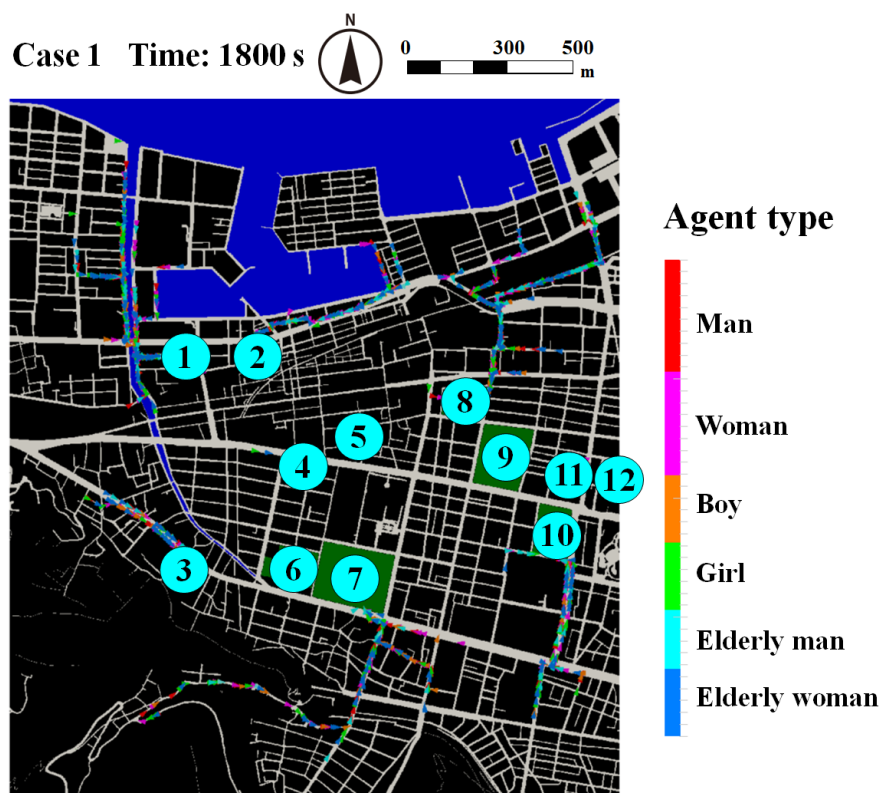 N
Case 1 Time: 1800 s
0 300 500
m
Agent type
Man
Woman
Boy
Girl
Elderly man
Elderly woman
1
2
8
5
4
9
11
12
10
3
6
7